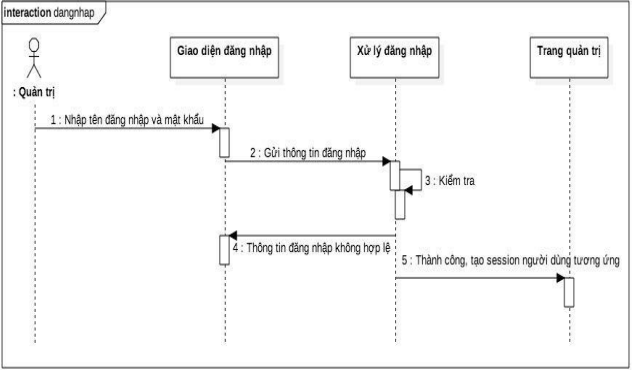 interaction dangnhap
Giao diện đăng nhập
Xử lý đăng nhập
Trang quản trị
: Quản trị
1 : Nhập tên đăng nhập và mật khẩu
2 : Gửi thông tin đăng nhập
3 : Kiểm tra
4 : Thông tin đăng nhập không hợp lệ
5 : Thành công, tạo session người dùng tương ứng